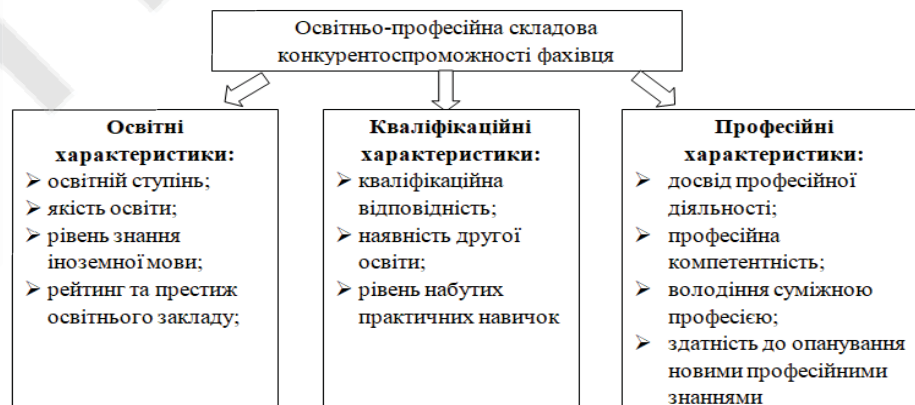 Освітньо-професійна складова
конкурентоспроможності фахівця
Освітні
характеристики:
➢ освітній ступінь;
➢ якість освіти;
➢ рівень знання
іноземної мови;
➢ рейтинг та престиж
освітнього закладу;
Кваліфікаційні
характеристики:
➢ кваліфікаційна
відповідність;
➢ наявність другої
освіти;
➢ рівень набутих
практичних навичок
Професійні
характеристики:
➢ досвід професійної
діяльності;
➢ професійна
компетентність;
➢ володіння суміжною
професією;
➢ здатність до опанування
новими професійними
знаннями